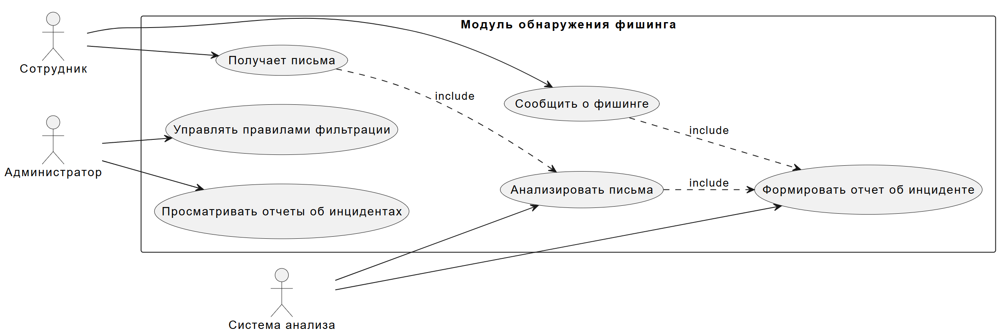 Модуль обнаружения фишинга
Сотрудник
Получает письма
include
Сообщить о фишинге
Управлять правилами фильтрации
include
Администратор
include
Анализировать письма
Формировать отчет об инциденте
Просматривать отчеты об инцидентах
Система анализа